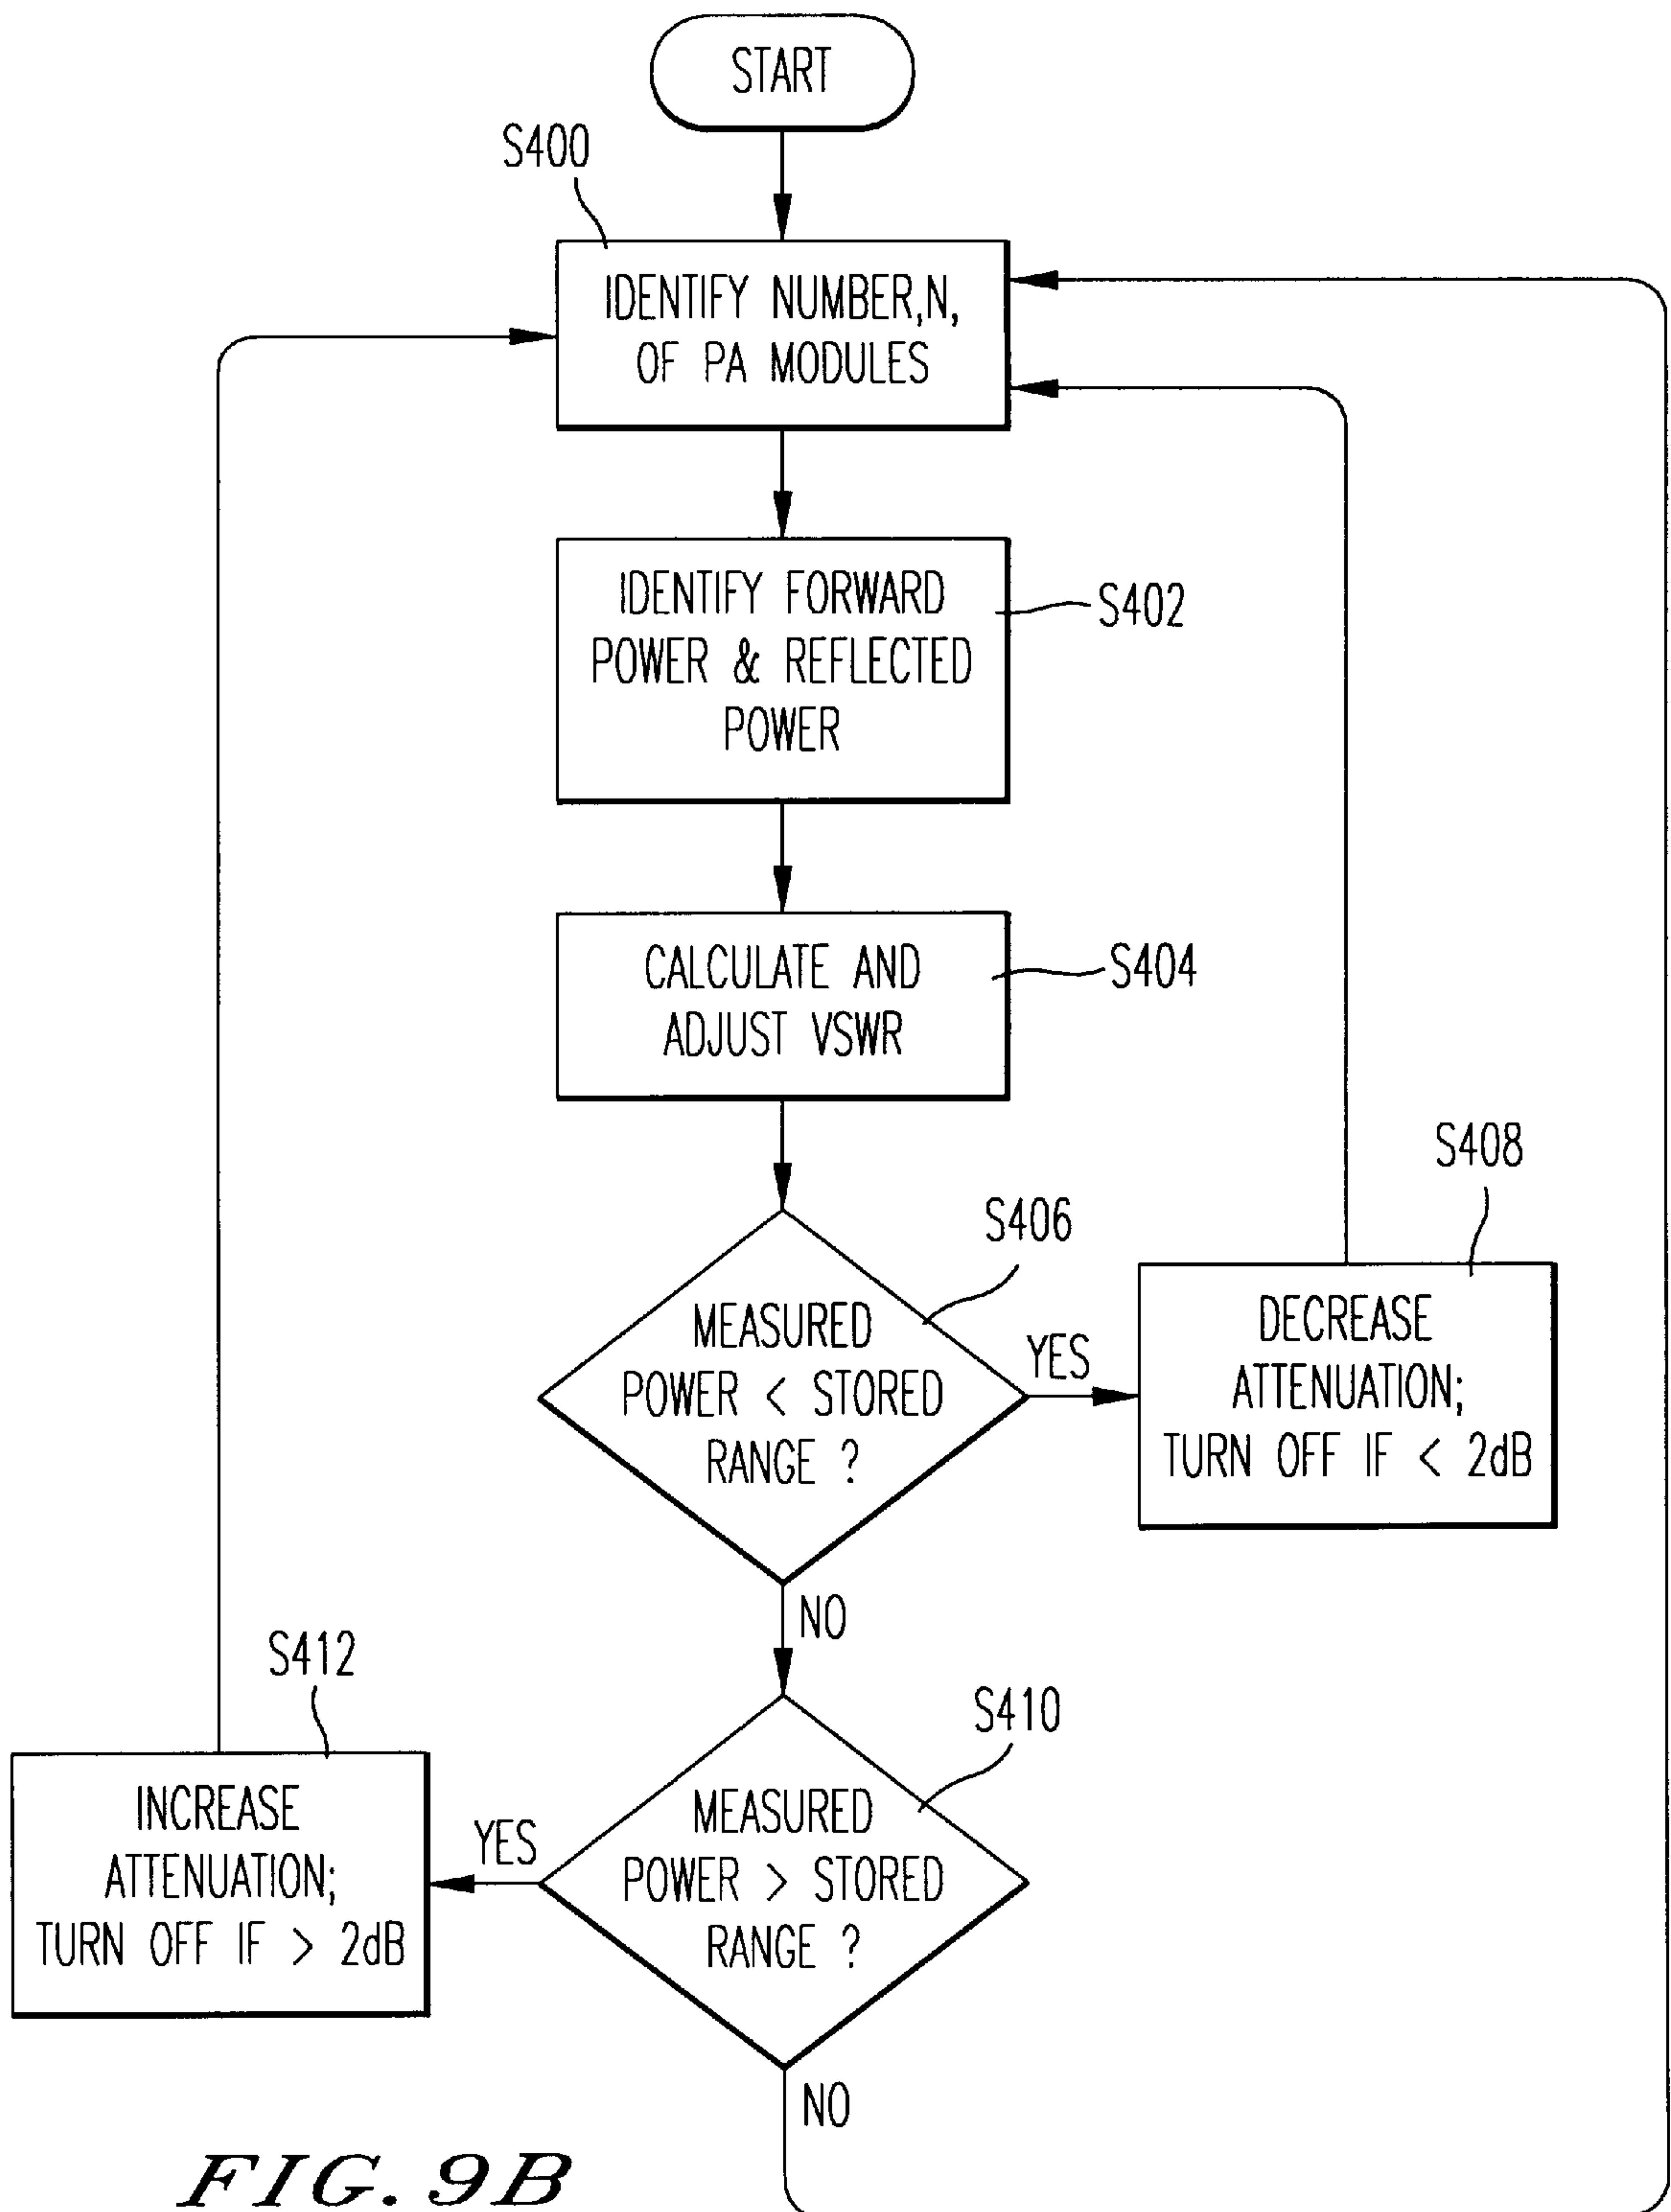 START
S400
IDENTIFY NUMBER,N,
OF PA MODULES
IDENTIFY FORWARD
POWER & REFLECTED
POWER
S402
CALCULATE AND
ADJUST VSWR
S404
S406
MEASURED
POWER < STORED
RANGE ?
YES
NO
S408
DECREASE
ATTENUATION;
TURN OFF IF < 2dB
S410
MEASURED
POWER > STORED
RANGE ?
YES
NO
S412
INCREASE
ATTENUATION;
TURN OFF IF > 2dB
FIG. 9B